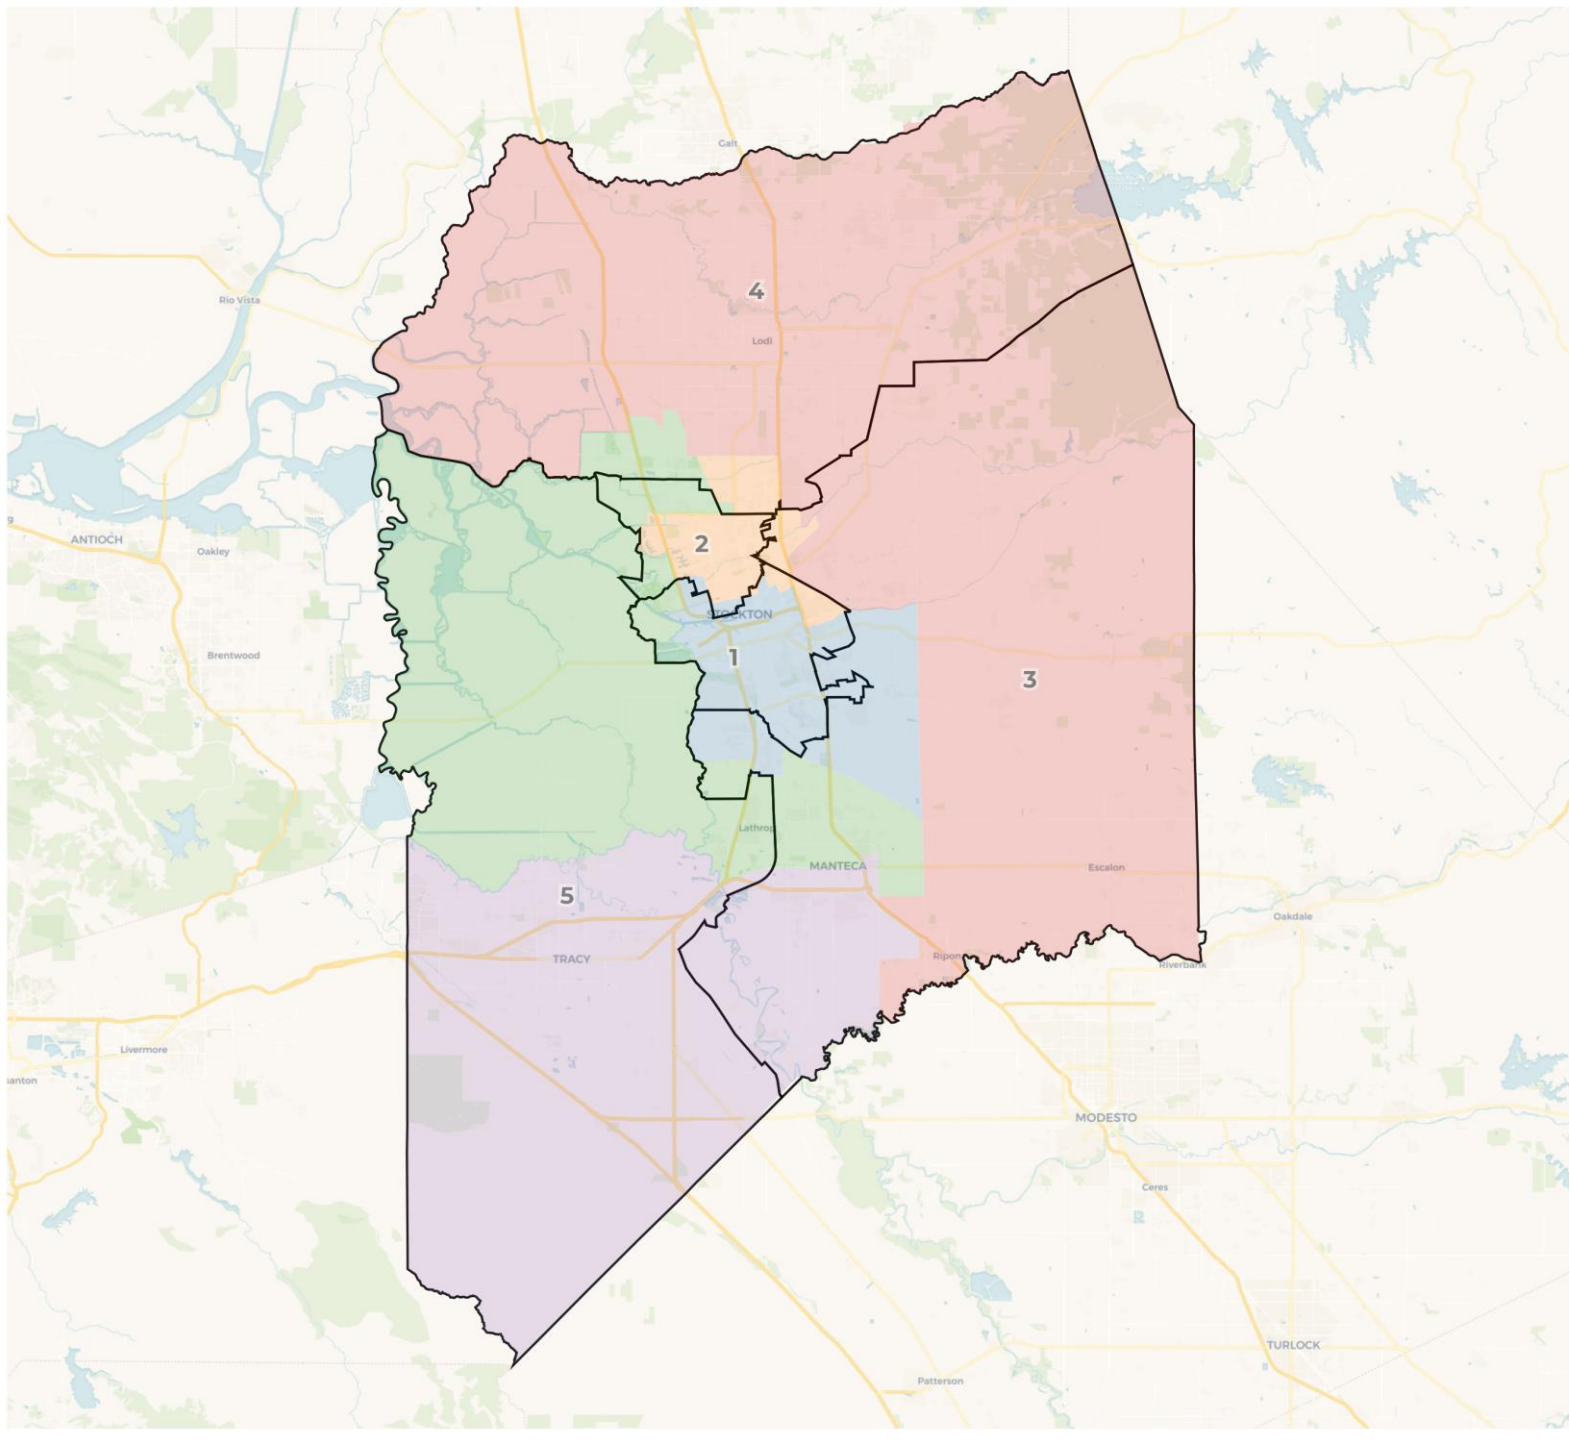 Galt
4
Rio Vista
Lodi
ANTIOCH
2
Oakley
STOCKTON
Brentwood
1
3
Lathrop
MANTECA
Escalon
5
Oakdale
TRACY
Ripon
Riverbank
Livermore
anton
MODESTO
Ceres
TURLOCK
Patterson